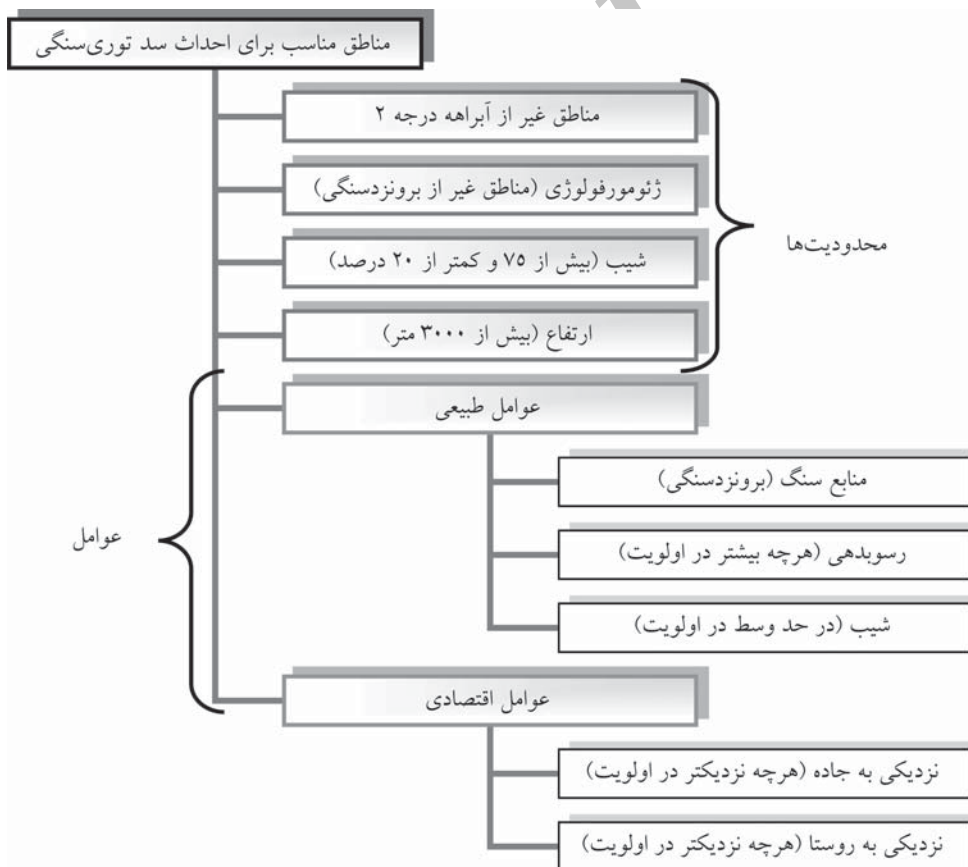 مناطق مناسب برای احداث سد توری‌سنگی
مناطق غیر از آبراهه درجه ۲
ژئومورفولوژی (مناطق غیر از برونزدسنگی)
شیب (بیش از ۷۵ و کمتر از ۲۰ درصد)
ارتفاع (بیش از ۳۰۰۰ متر)
محدودیت‌ها
عوامل طبیعی
منابع سنگ (برونزدسنگی)
رسوبدهی (هرچه بیشتر در اولویت)
شیب (در حد وسط در اولویت)
عوامل
عوامل اقتصادی
نزدیکی به جاده (هرچه نزدیکتر در اولویت)
نزدیکی به روستا (هرچه نزدیکتر در اولویت)